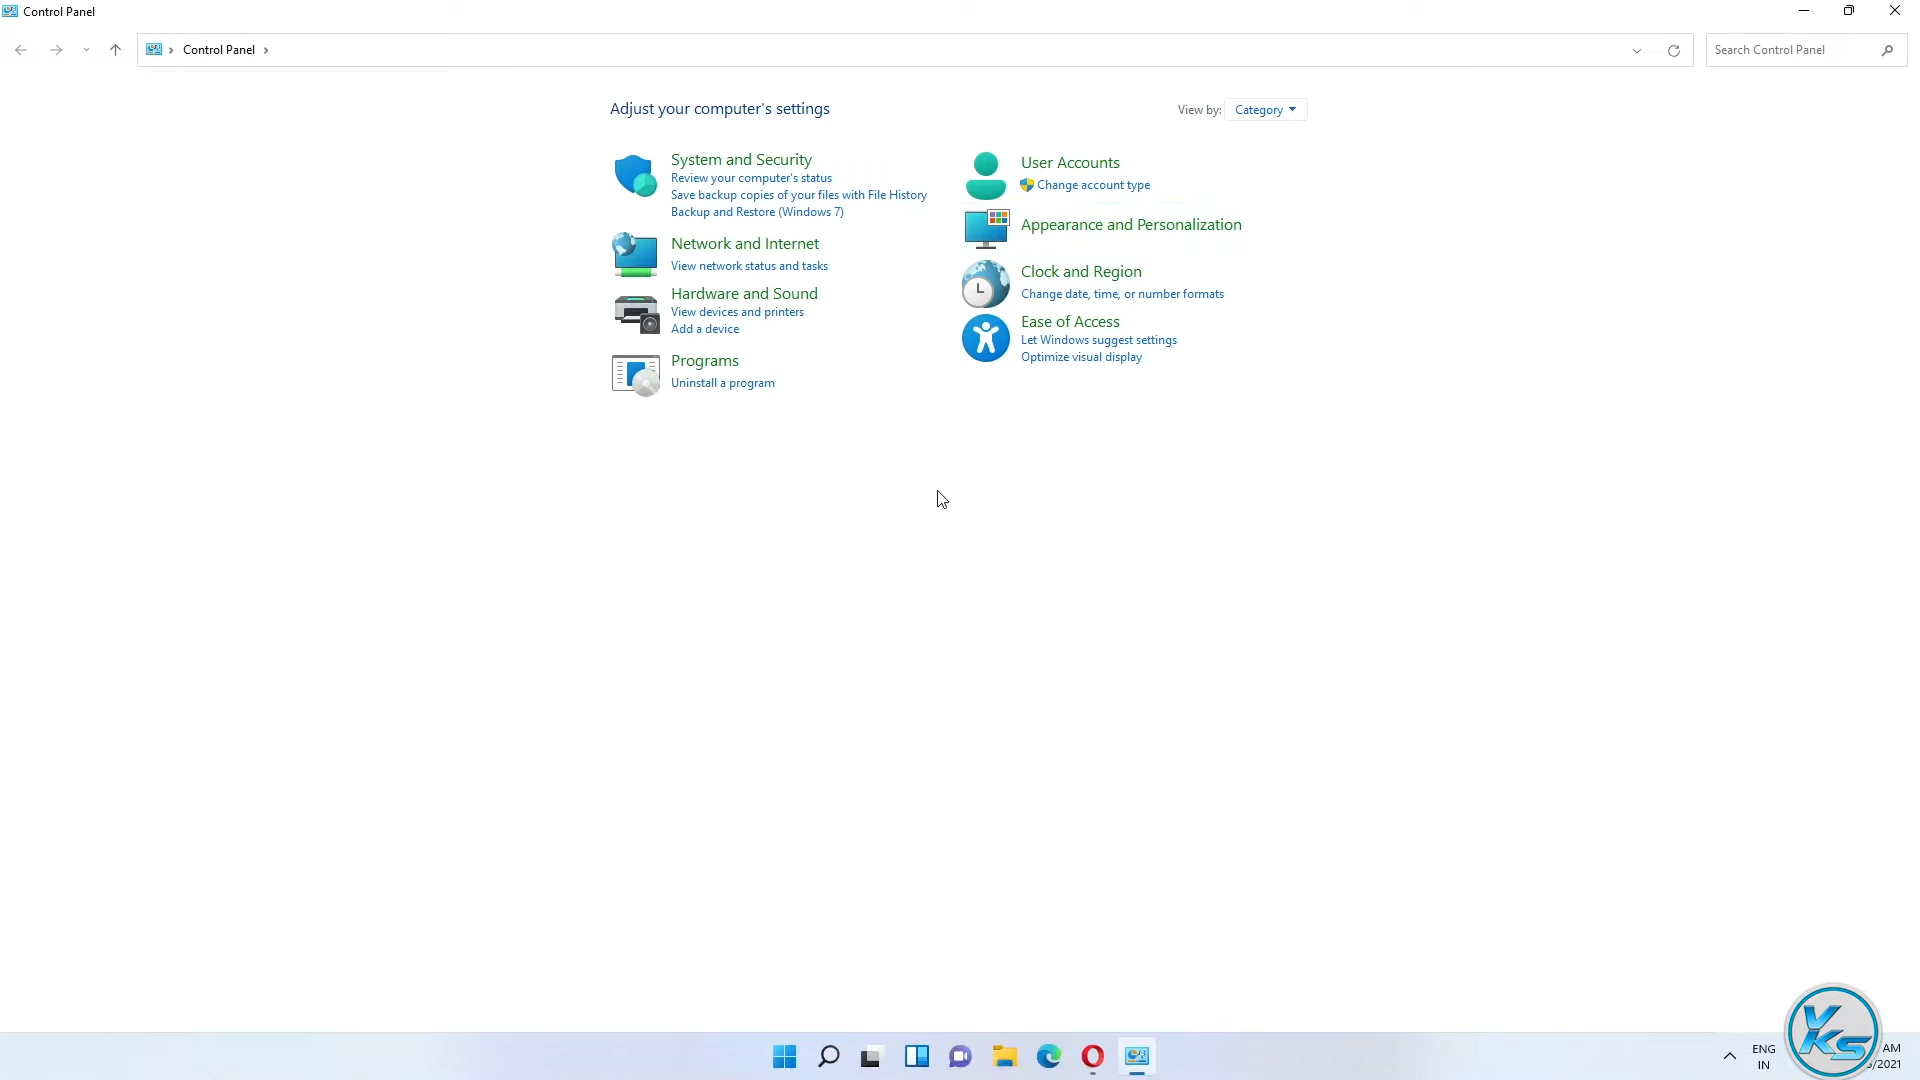 Control Panel
Control Panel
Search Control Panel
Adjust your computer's settings
View by: Category
System and Security
Review your computer's status
Save backup copies of your files with File History
Backup and Restore (Windows 7)
Network and Internet
View network status and tasks
Hardware and Sound
View devices and printers
Add a device
Programs
Uninstall a program
User Accounts
Change account type
Appearance and Personalization
Clock and Region
Change date, time, or number formats
Ease of Access
Let Windows suggest settings
Optimize visual display
ENG
IN
AM
/2021
VKS